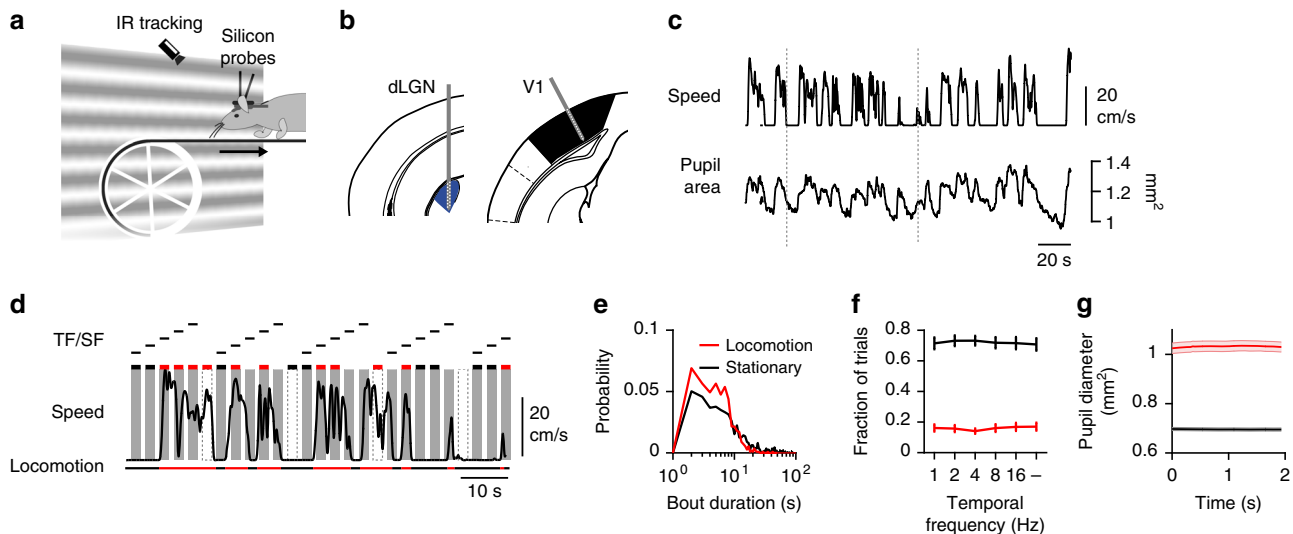 a
IR tracking
Silicon
probes
b
dLGN
V1
c
Speed
20
cm/s
Pupil
area
1.4
1.2
1
mm²
20 s
d
TF/SF
Speed
20
cm/s
Locomotion
10 s
e
0.1
0.05
0
Probability
Locomotion
Stationary
10⁰
10¹
10²
Bout duration (s)
f
0.8
0.6
0.4
0.2
0
Fraction of trials
1 2 4 8 16 –
Temporal
frequency (Hz)
g
1
0.6
Pupil diameter
(mm²)
0 1 2
Time (s)